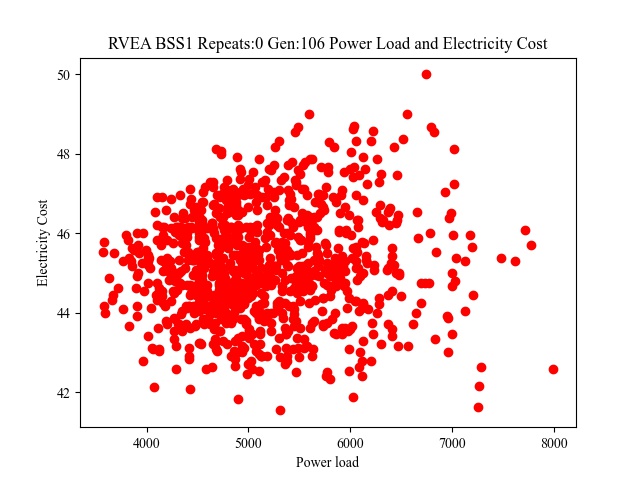 RVEA BSS1 Repeats:0 Gen:106 Power Load and Electricity Cost
50
48
46
44
42
Electricity Cost
4000 5000 6000 7000 8000
Power load